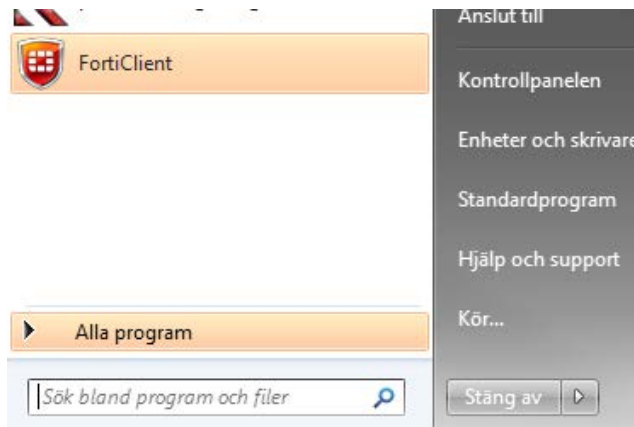 FortiClient
Alla program
Sök bland program och filer
Anslut till
Kontrollpanelen
Enheter och skrivare
Standardprogram
Hjälp och support
Kör...
Stäng av